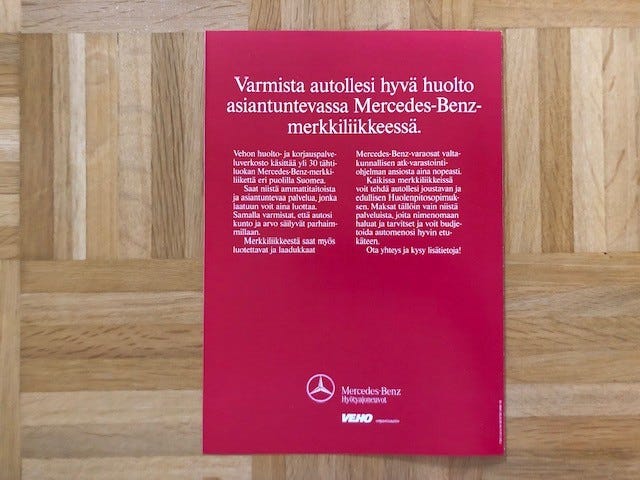 Varmista autollesi hyvä huolto
asiantuntevassa Mercedes-Benz-
merkkiliikkeessä.
Vehon huolto- ja korjauspalve-
luverkosto käsittää yli 30 tähti-
luokan Mercedes-Benz-merkki-
liikettä eri puolilla Suomea.
Saat niistä ammattitaitoista
ja asiantuntevaa palvelua, jonka
laatuun voit aina luottaa.
Samalla varmistat, että autosi
kunto ja arvo säilyvät parhaim-
millaan.
Merkkiliikkeestä saat myös
luotettavat ja laadukkaat
Mercedes-Benz-varaosat valta-
kunnallisen atk-varastointi-
ohjelman ansiosta aina nopeasti.
Kaikissa merkkiliikkeissä
voit tehdä autollesi joustavan ja
edullisen Huolenpitosopimuk-
sen. Maksat tällöin vain niistä
palveluista, joita nimenomaan
haluat ja tarvitset ja voit budje-
toida automenosi hyvin etu-
käteen.
Ota yhteys ja kysy lisätietoja!
Mercedes-Benz
Hyötyajoneuvot
VEHO